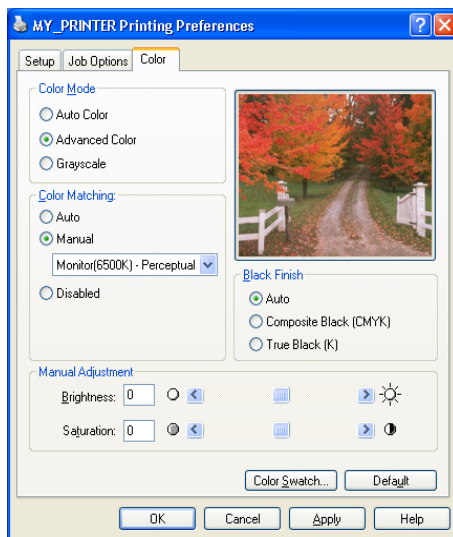 MY_PRINTER Printing Preferences
Setup
Job Options
Color
Color Mode
Auto Color
Advanced Color
Grayscale
Color Matching:
Auto
Manual
Monitor(6500K) - Perceptual
Disabled
Black Finish
Auto
Composite Black (CMYK)
True Black (K)
Manual Adjustment
Brightness: 0
Saturation: 0
Color Swatch...
Default
OK
Cancel
Apply
Help